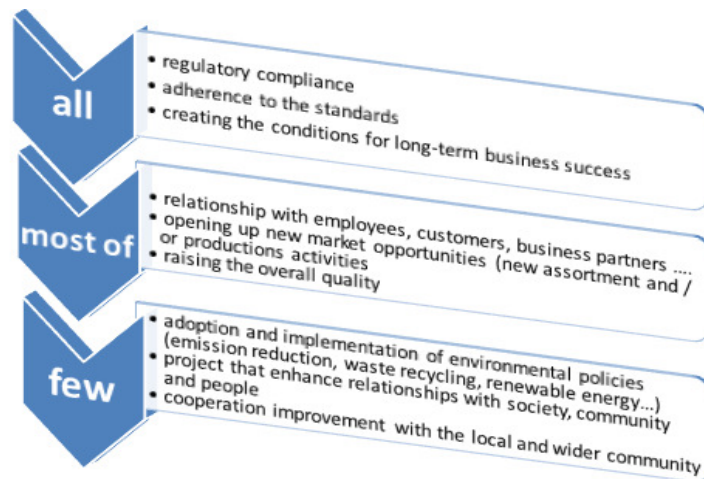 all
• regulatory compliance
• adherence to the standards
• creating the conditions for long-term business success
most of
• relationship with employees, customers, business partners ....
• opening up new market opportunities (new assortment and /
or productions activities
• raising the overall quality
few
• adoption and implementation of environmental policies
(emission reduction, waste recycling, renewable energy...)
• project that enhance relationships with society, community
and people
• cooperation improvement with the local and wider community